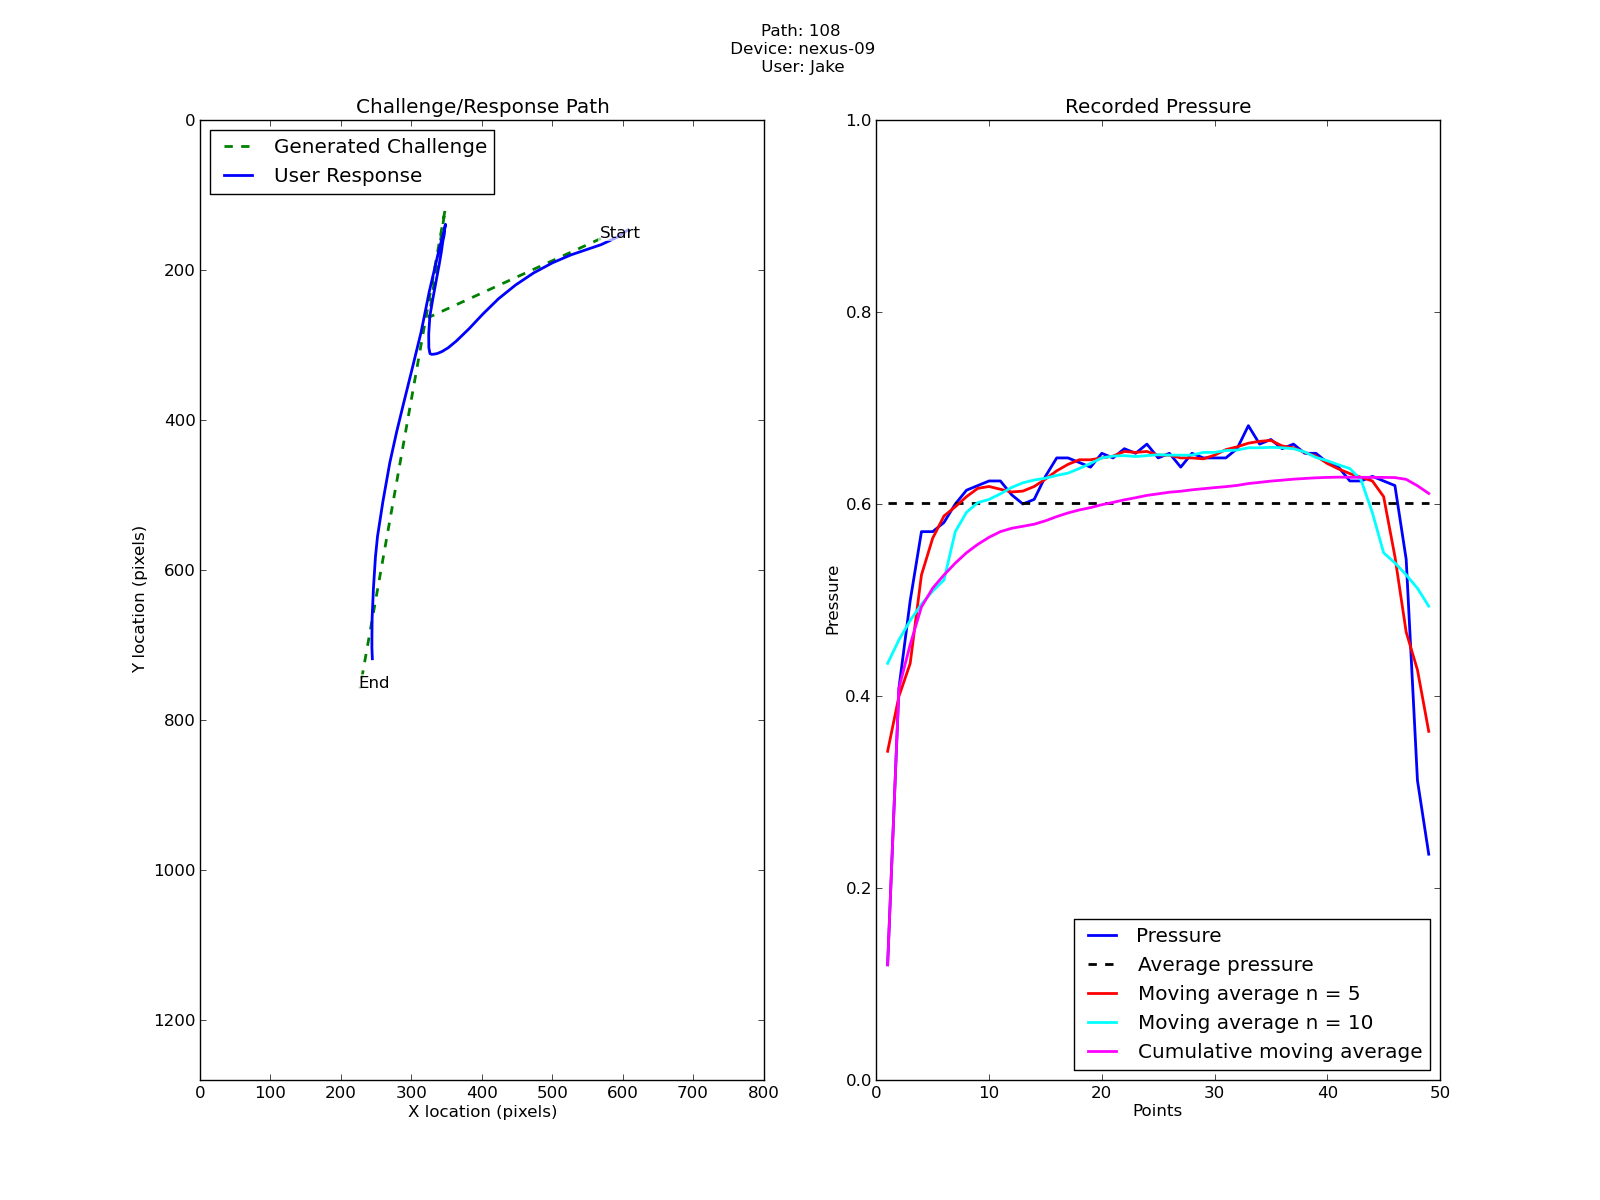 Path: 108
Device: nexus-09
User: Jake
Challenge/Response Path
Generated Challenge
User Response
Start
End
0
200
400
600
800
1000
1200
Y location (pixels)
0 100 200 300 400 500 600 700 800
X location (pixels)
Recorded Pressure
1.0
0.8
0.6
0.4
0.2
0.0
Pressure
Pressure
Average pressure
Moving average n = 5
Moving average n = 10
Cumulative moving average
0 10 20 30 40 50
Points